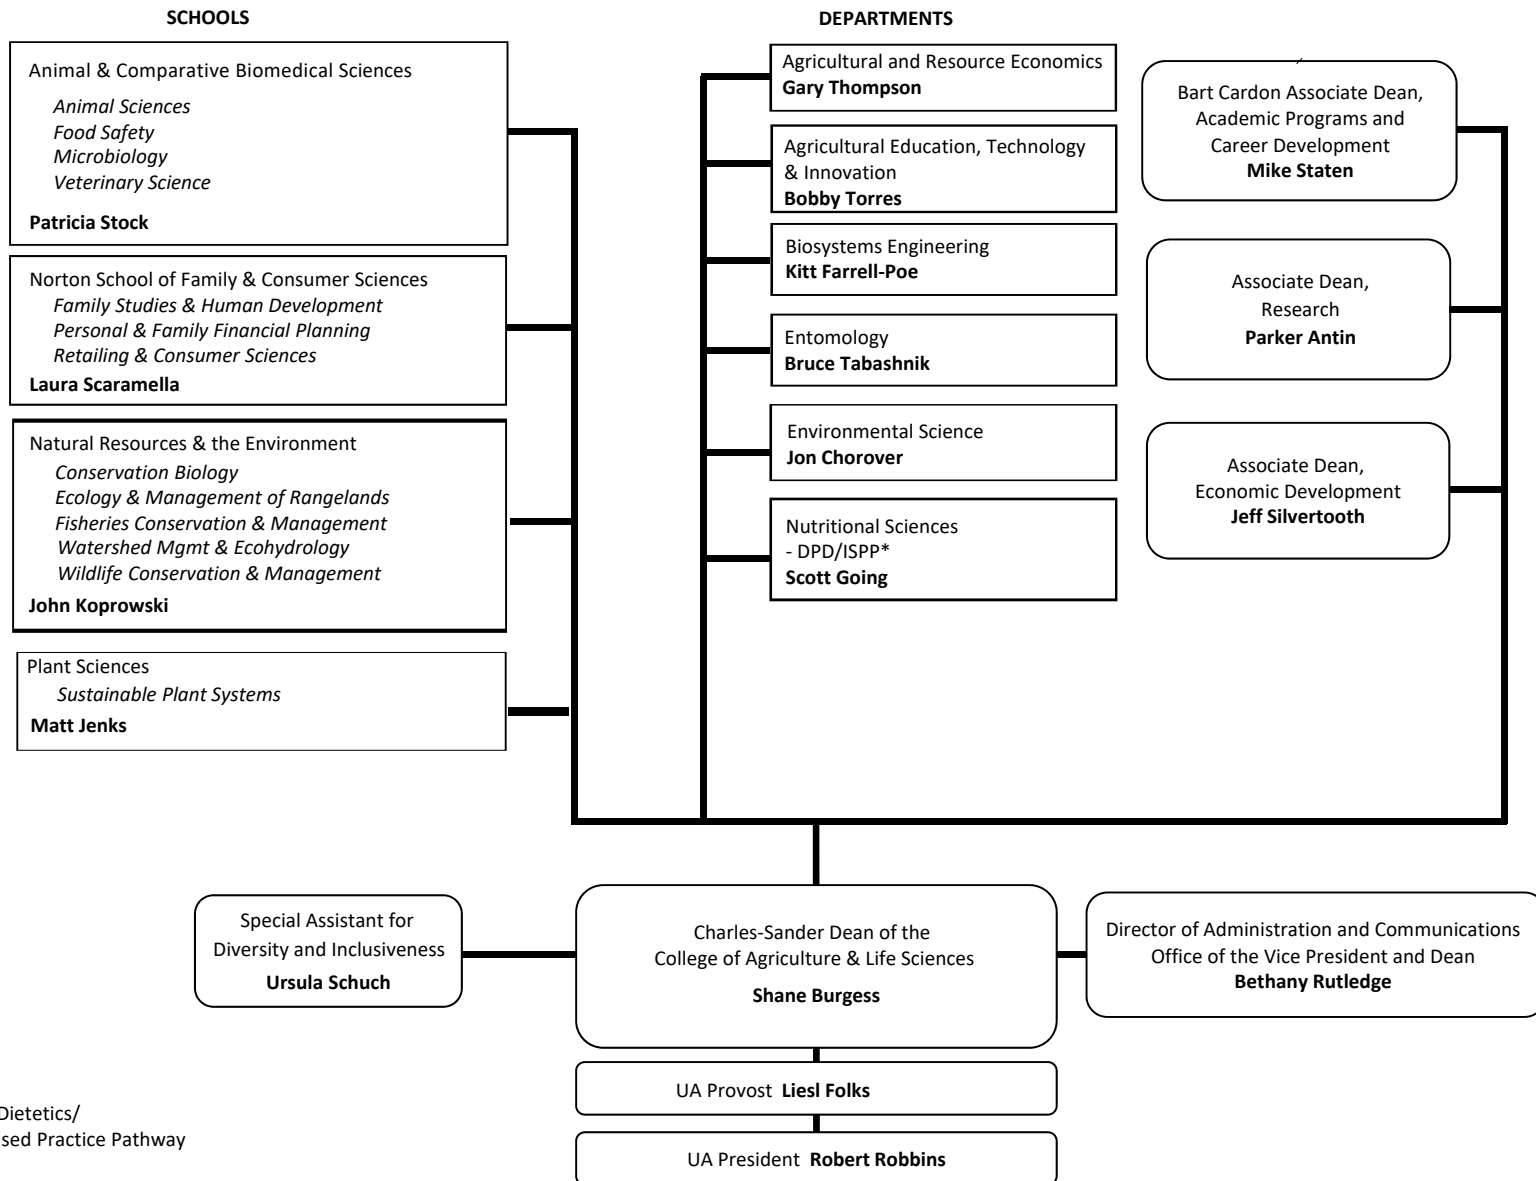 SCHOOLS
Animal & Comparative Biomedical Sciences
Animal Sciences
Food Safety
Microbiology
Veterinary Science
Patricia Stock
Norton School of Family & Consumer Sciences
Family Studies & Human Development
Personal & Family Financial Planning
Retailing & Consumer Sciences
Laura Scaramella
Natural Resources & the Environment
Conservation Biology
Ecology & Management of Rangelands
Fisheries Conservation & Management
Watershed Mgmt & Ecohydrology
Wildlife Conservation & Management
John Koprowski
Plant Sciences
Sustainable Plant Systems
Matt Jenks
DEPARTMENTS
Agricultural and Resource Economics
Gary Thompson
Agricultural Education, Technology
& Innovation
Bobby Torres
Biosystems Engineering
Kitt Farrell-Poe
Entomology
Bruce Tabashnik
Environmental Science
Jon Chorover
Nutritional Sciences
- DPD/ISPP*
Scott Going
Bart Cardon Associate Dean,
Academic Programs and
Career Development
Mike Staten
Associate Dean,
Research
Parker Antin
Associate Dean,
Economic Development
Jeff Silvertooth
Special Assistant for
Diversity and Inclusiveness
Ursula Schuch
Charles-Sander Dean of the
College of Agriculture & Life Sciences
Shane Burgess
Director of Administration and Communications
Office of the Vice President and Dean
Bethany Rutledge
UA Provost Liesl Folks
UA President Robert Robbins
Dietetics/
Practice Pathway